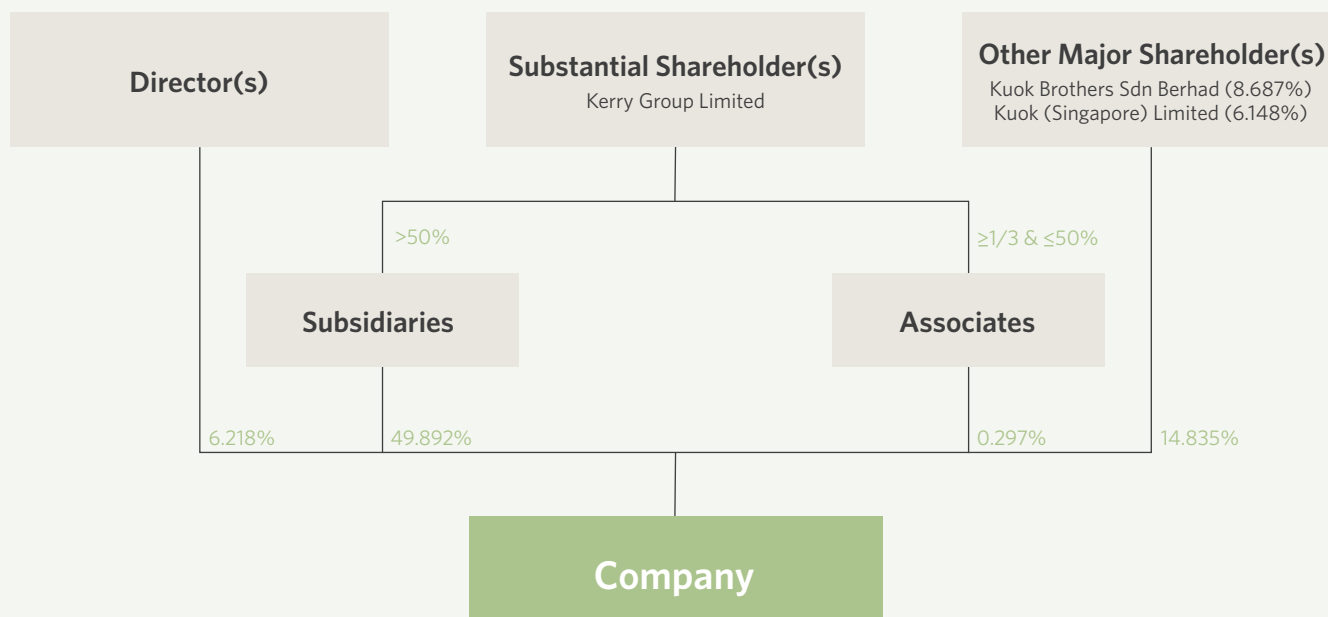 Director(s)
Substantial Shareholder(s)
Kerry Group Limited
Other Major Shareholder(s)
Kuok Brothers Sdn Berhad (8.687%)
Kuok (Singapore) Limited (6.148%)
>50%
≥1/3 & ≤50%
Subsidiaries
Associates
6.218%
49.892%
0.297%
14.835%
Company